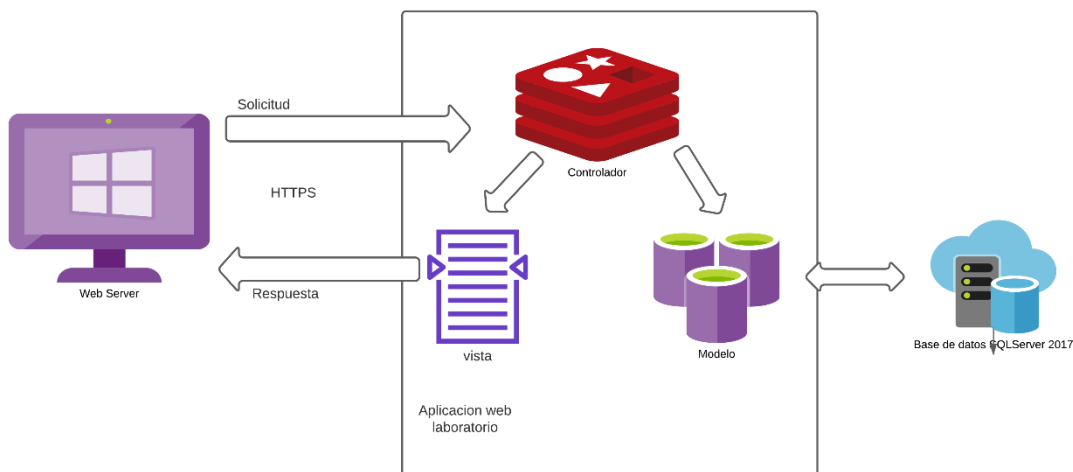 Solicitud
Controlador
HTTPS
Web Server
Respuesta
vista
Modelo
Base de datos SQLServer 2017
Aplicacion web
laboratorio